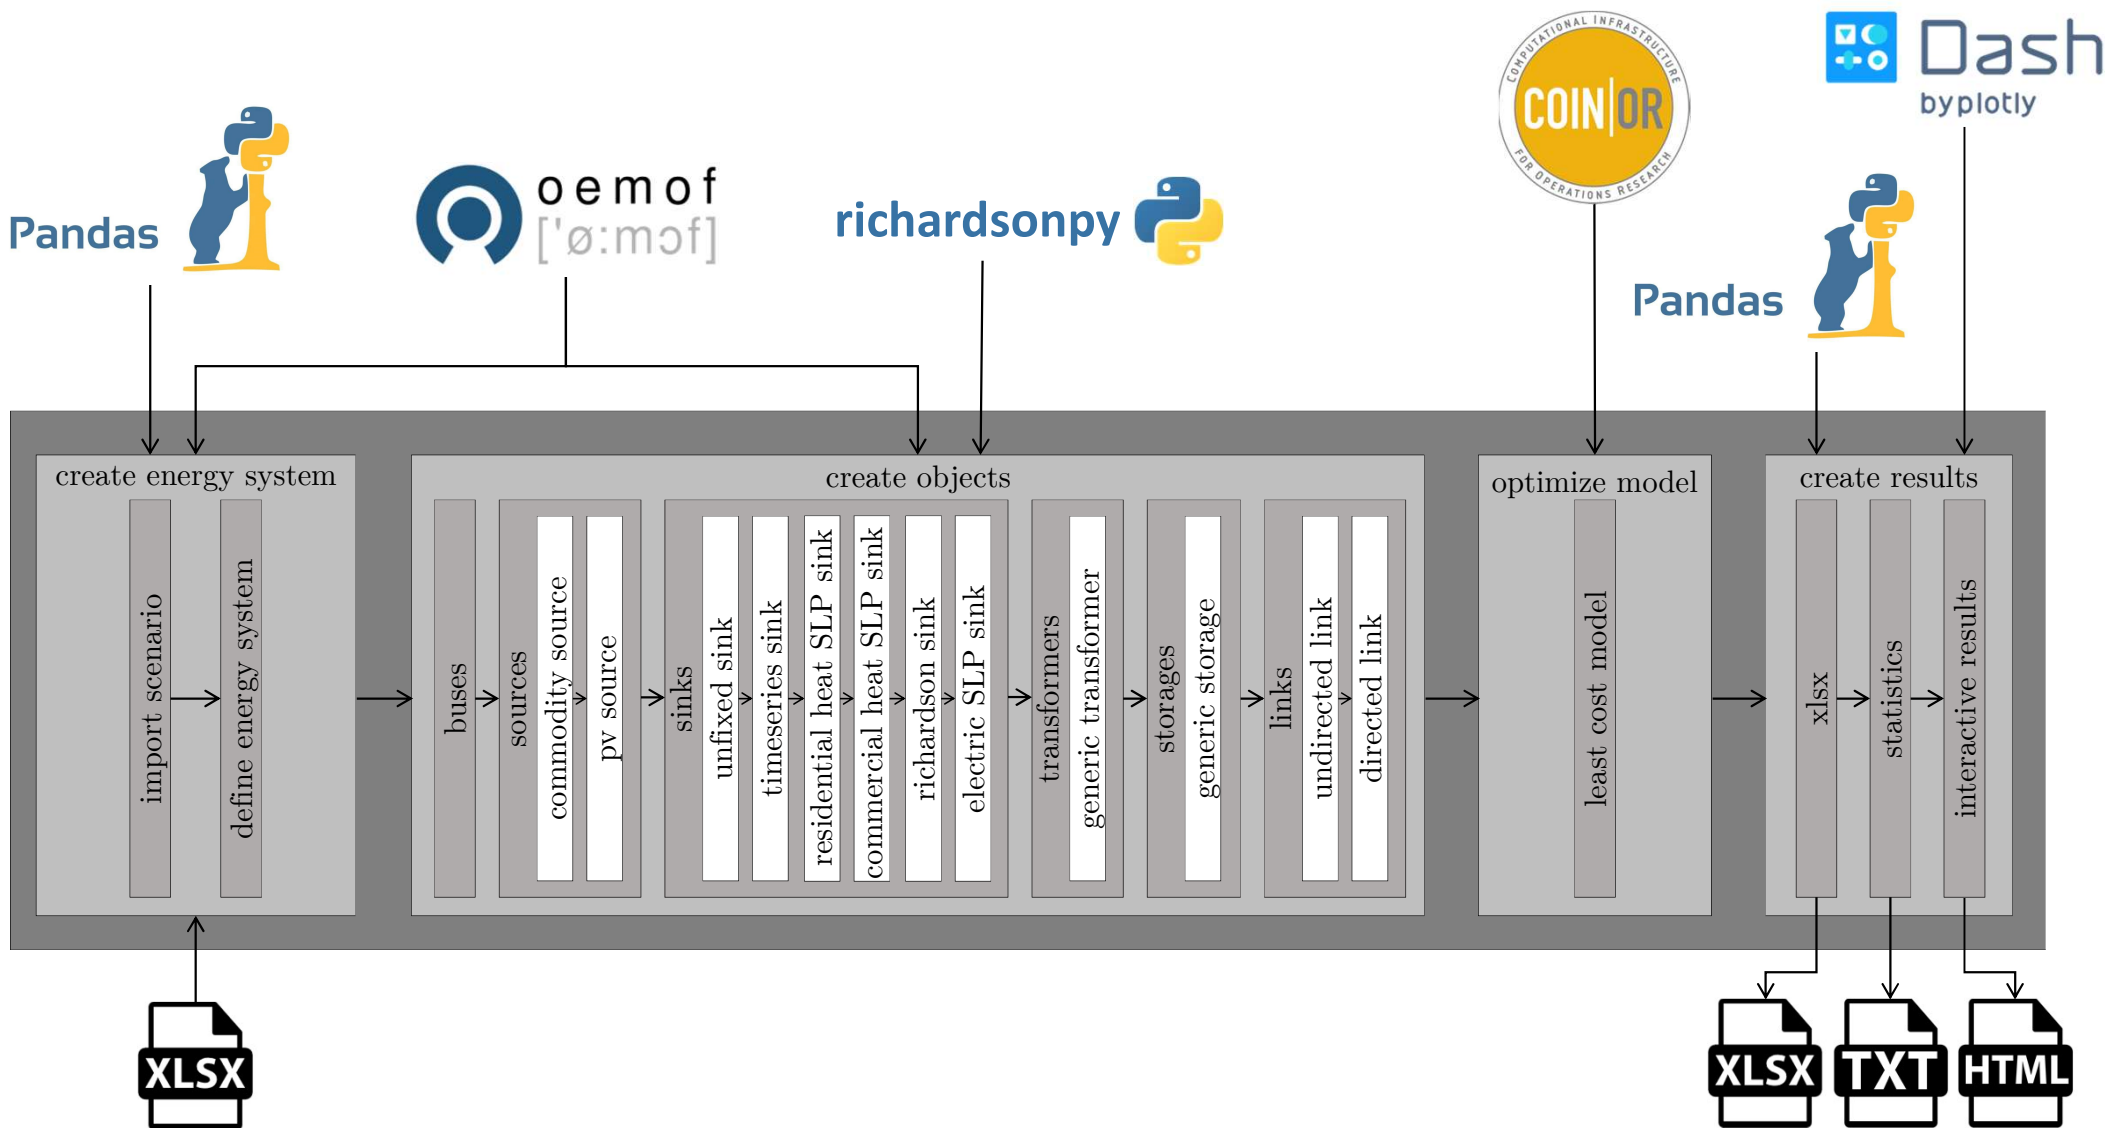 COMPUTATIONAL INFRASTRUCTURE
COIN|OR
FOR OPERATIONS RESEARCH
Dash
by plotly
Pandas
oemof
['ø:mɔf]
richardsonpy
Pandas
create energy system
import scenario
define energy system
create objects
buses
sources
commodity source
pv source
sinks
unfixed sink
timeseries sink
residential heat SLP sink
commercial heat SLP sink
richardson sink
electric SLP sink
transformers
generic transformer
storages
generic storage
links
undirected link
directed link
optimize model
least cost model
create results
xlsx
statistics
interactive results
XLSX
XLSX
TXT
HTML